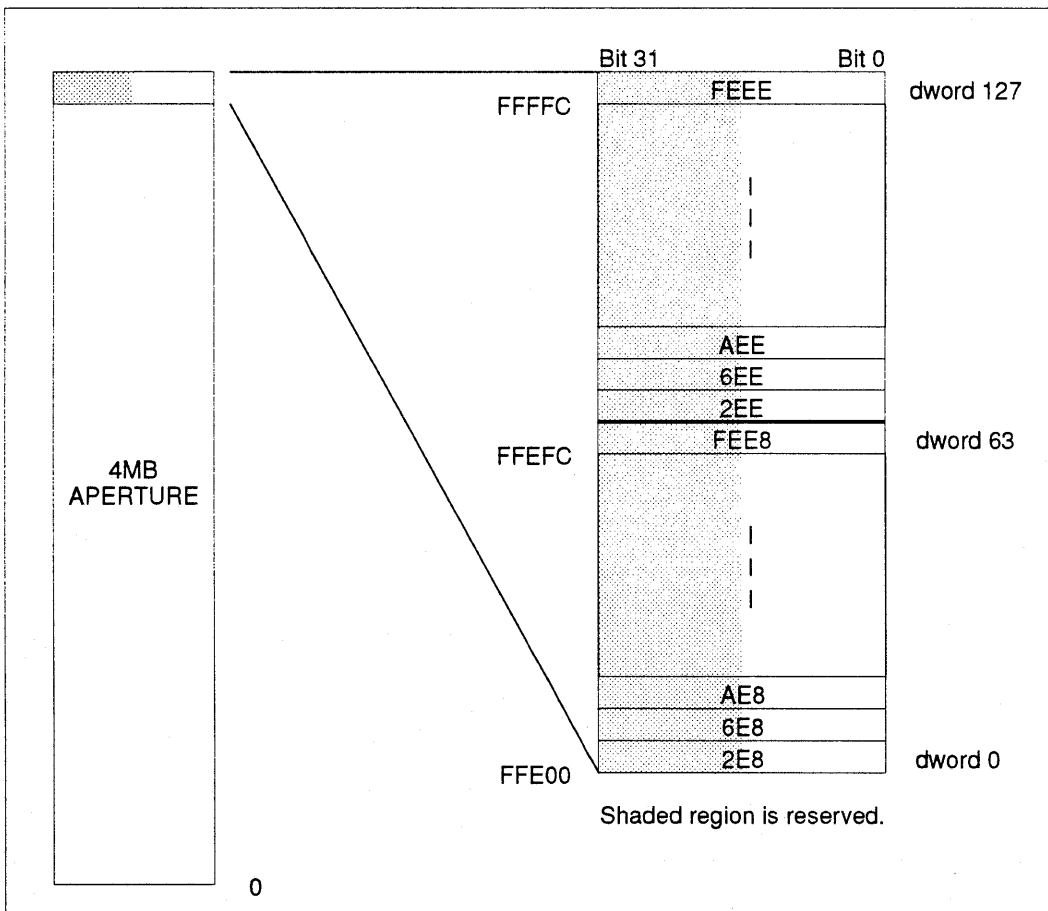 Bit 31 Bit 0
FEEE dword 127
FFFFC
AEE
6EE
2EE
FEE8 dword 63
FFEFC
4MB
APERTURE
AE8
6E8
2E8 dword 0
FFE00
Shaded region is reserved.
0